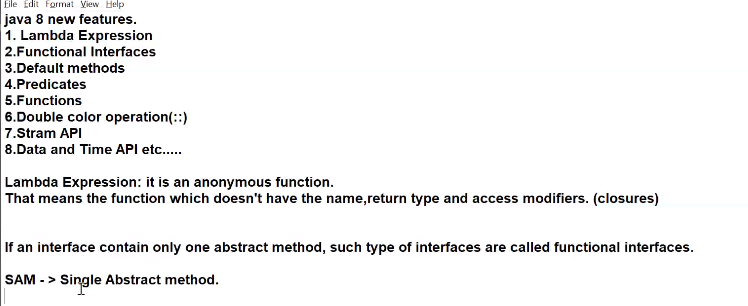 File Edit Format View Help
java 8 new features.
1. Lambda Expression
2.Functional Interfaces
3.Default methods
4.Predicates
5.Functions
6.Double color operation(::)
7.Stram API
8.Data and Time API etc.....
Lambda Expression: it is an anonymous function.
That means the function which doesn't have the name,return type and access modifiers. (closures)
If an interface contain only one abstract method, such type of interfaces are called functional interfaces.
SAM - > Single Abstract method.